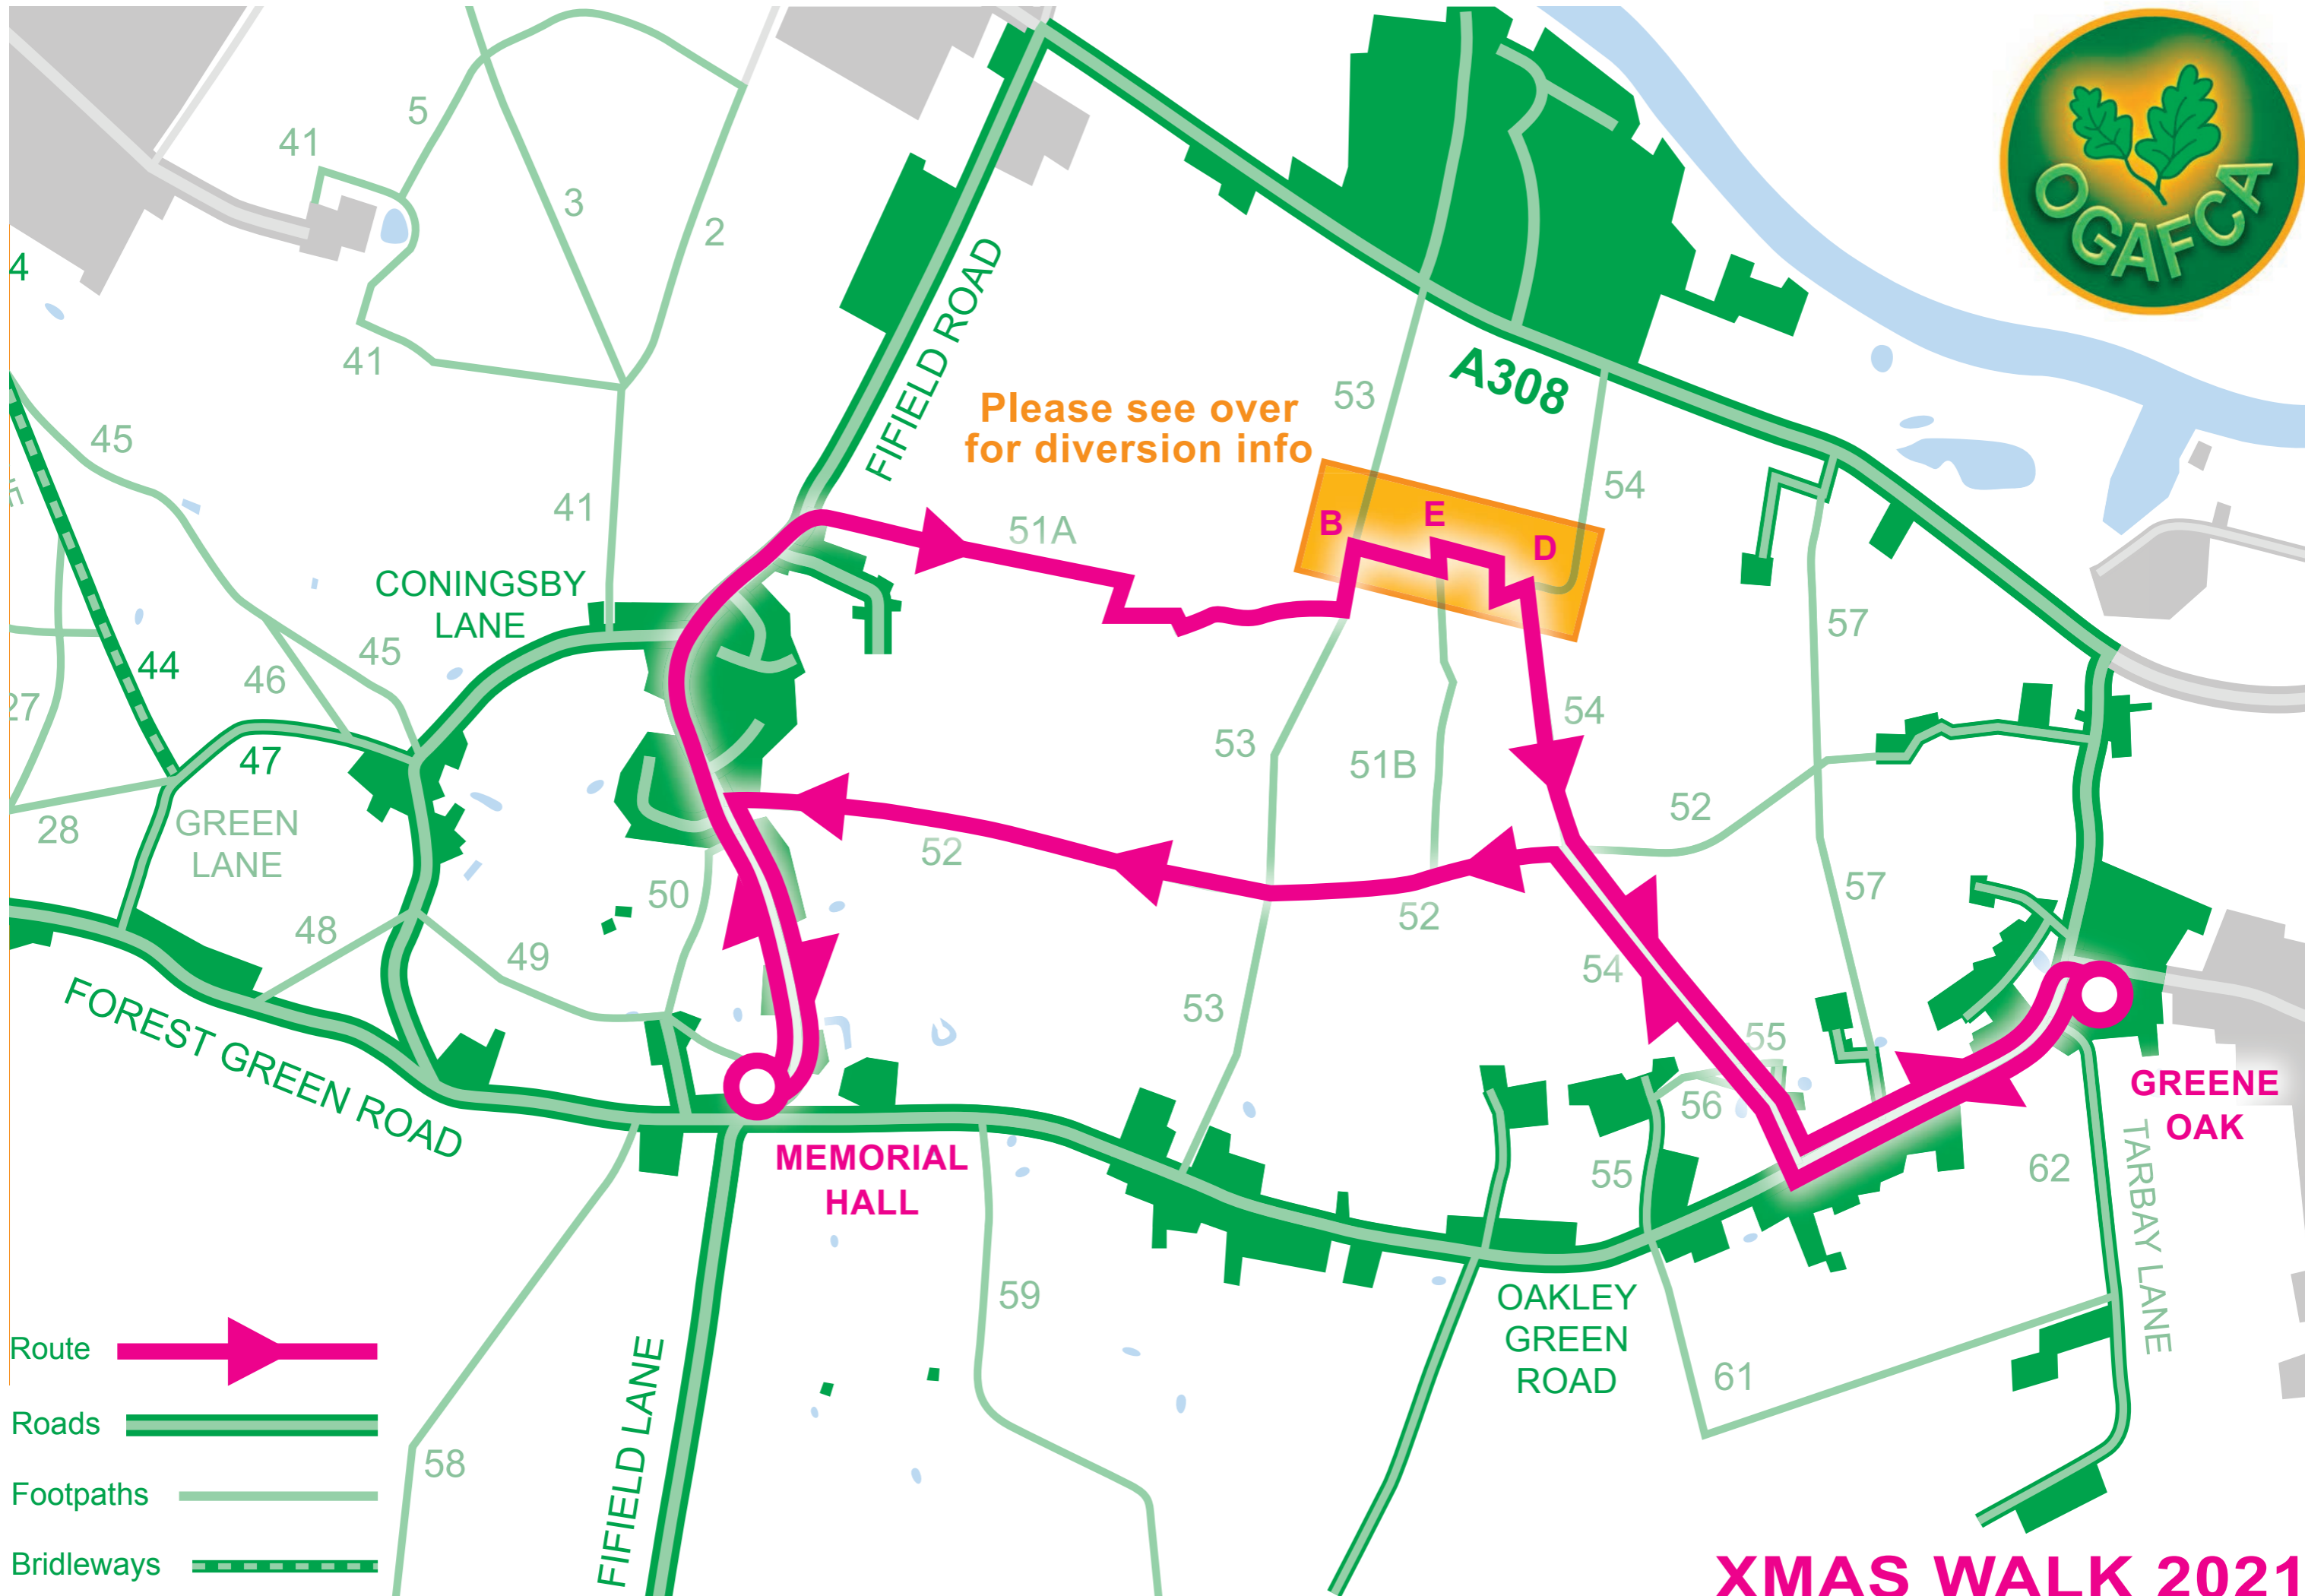 OGAFCA
5
41
3
2
4
41
45
FIFIELD ROAD
Please see over
for diversion info
53
A308
54
41
51A
B
E
D
CONINGSBY
LANE
44
46
45
27
47
GREEN
LANE
28
57
54
53
51B
52
52
52
50
48
49
57
54
53
55
56
55
FOREST GREEN ROAD
MEMORIAL
HALL
GREENE
OAK
62
TARBAY LANE
59
OAKLEY
GREEN
ROAD
61
58
FIFIELD LANE
Route
Roads
Footpaths
Bridleways
XMAS WALK 2021